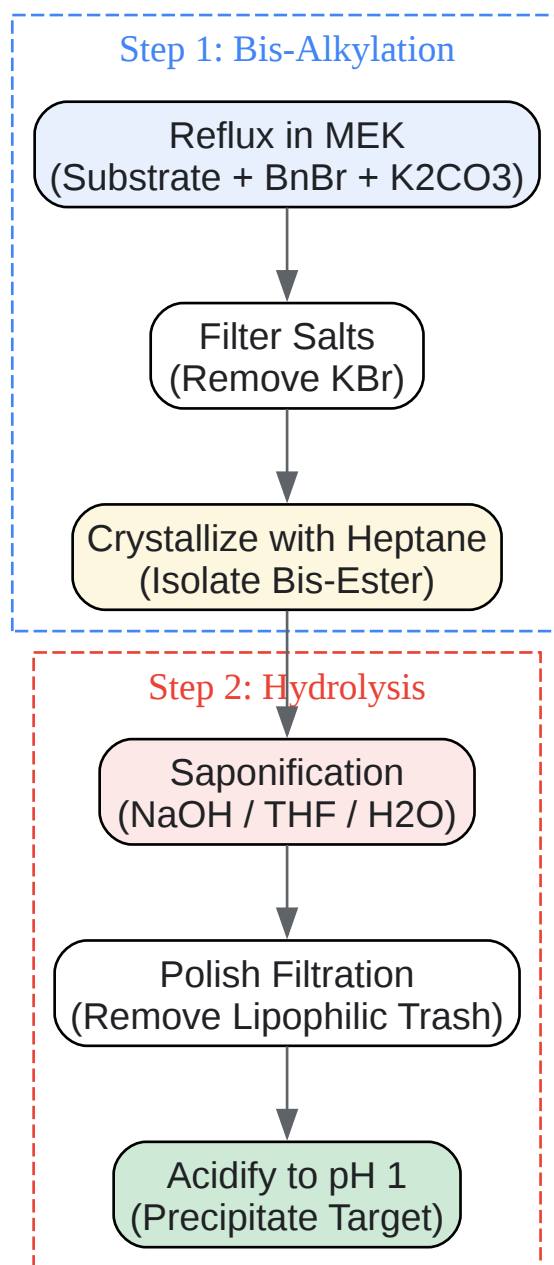 Step 1: Bis-Alkylation
Reflux in MEK
(Substrate + BnBr + K2CO3)
Filter Salts
(Remove KBr)
Crystallize with Heptane
(Isolate Bis-Ester)
Step 2: Hydrolysis
Saponification
(NaOH / THF / H2O)
Polish Filtration
(Remove Lipophilic Trash)
Acidify to pH 1
(Precipitate Target)